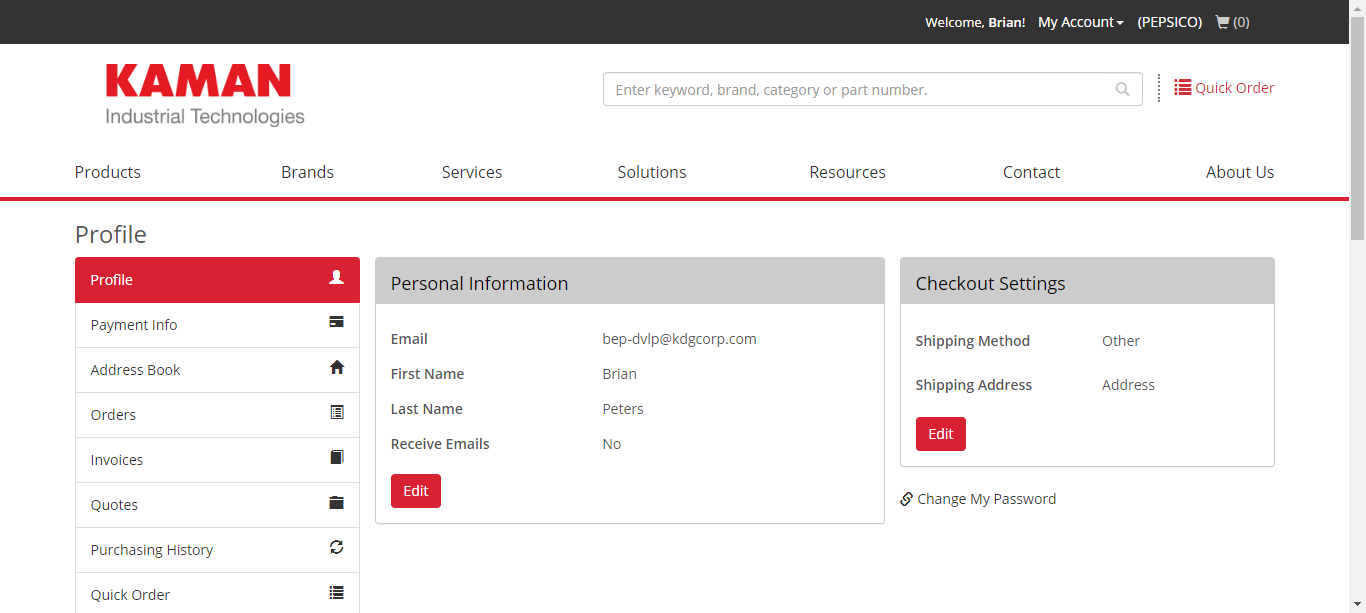 Welcome, Brian! My Account (PEPSICO) (0)
KAMAN
Industrial Technologies
Enter keyword, brand, category or part number.
Quick Order
Products Brands Services Solutions Resources Contact About Us
Profile
Profile
Payment Info
Address Book
Orders
Invoices
Quotes
Purchasing History
Quick Order
Personal Information
Email bep-dvlp@kdgcorp.com
First Name Brian
Last Name Peters
Receive Emails No
Edit
Checkout Settings
Shipping Method Other
Shipping Address Address
Edit
Change My Password